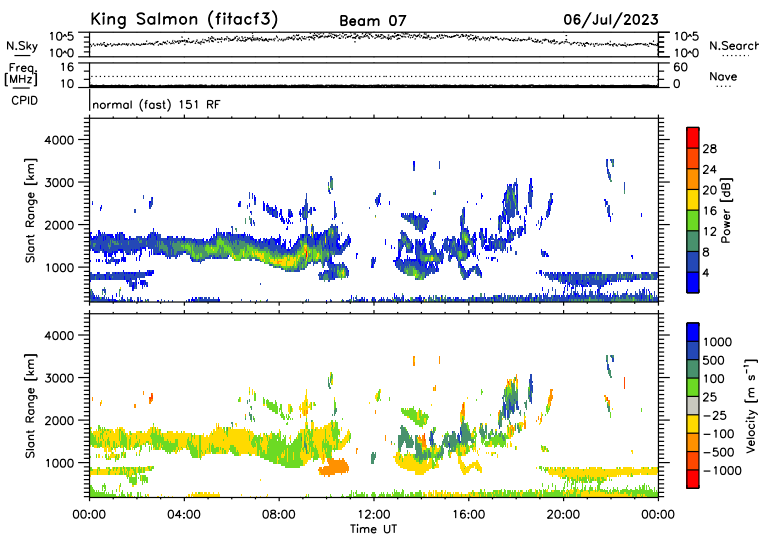 King Salmon (fitacf3) Beam 07 06/Jul/2023
N.Sky 10^5 10^0 10^5 10^0 N.Search
Freq. [MHz] 16 10 60 0 Nave
CPID normal (fast) 151 RF
Slant Range [km] 4000 3000 2000 1000
Power [dB] 28 24 20 16 12 8 4
Slant Range [km] 4000 3000 2000 1000
Velocity [m s⁻¹] 1000 500 100 25 −25 −100 −500 −1000
00:00 04:00 08:00 12:00 16:00 20:00 00:00
Time UT